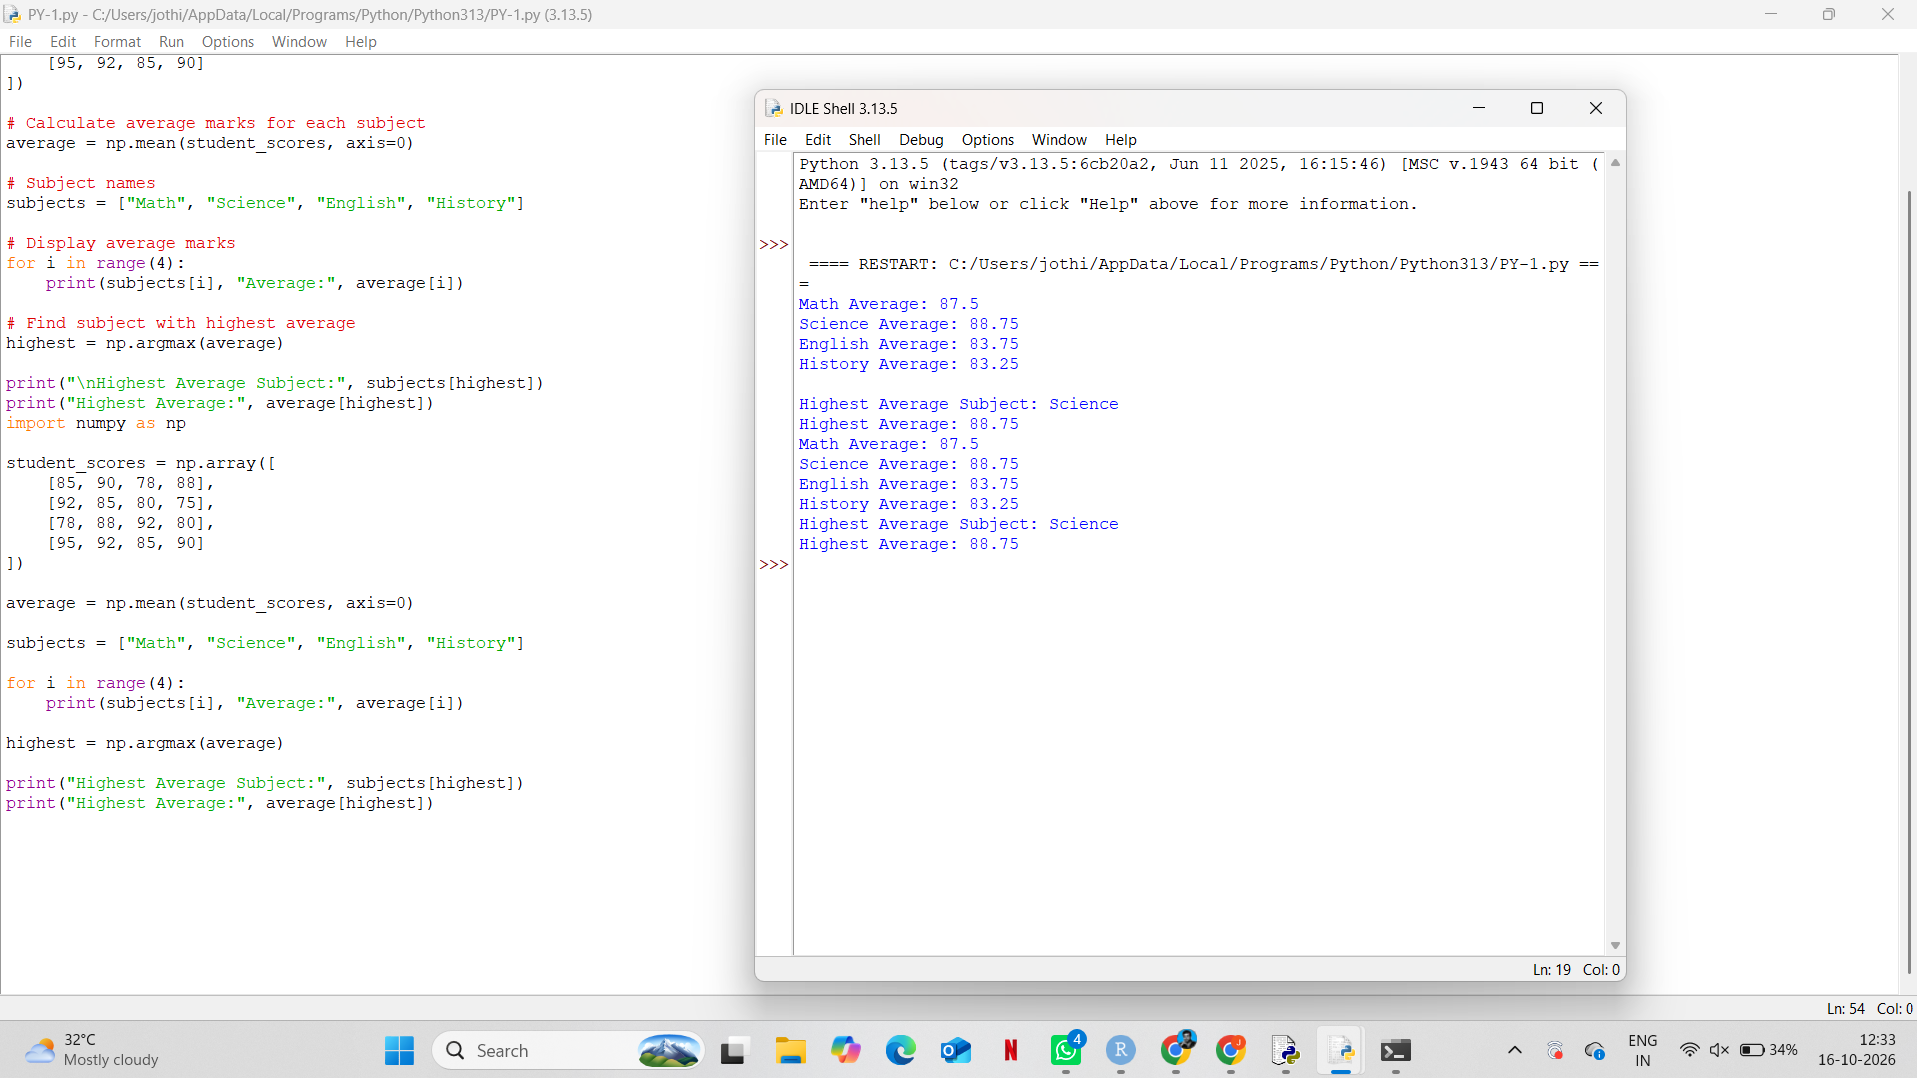 PY-1.py - C:/Users/jothi/AppData/Local/Programs/Python/Python313/PY-1.py (3.13.5)
File Edit Format Run Options Window Help
    [95, 92, 85, 90]
])

# Calculate average marks for each subject
average = np.mean(student_scores, axis=0)

# Subject names
subjects = ["Math", "Science", "English", "History"]

# Display average marks
for i in range(4):
    print(subjects[i], "Average:", average[i])

# Find subject with highest average
highest = np.argmax(average)

print("\nHighest Average Subject:", subjects[highest])
print("Highest Average:", average[highest])
import numpy as np

student_scores = np.array([
    [85, 90, 78, 88],
    [92, 85, 80, 75],
    [78, 88, 92, 80],
    [95, 92, 85, 90]
])

average = np.mean(student_scores, axis=0)

subjects = ["Math", "Science", "English", "History"]

for i in range(4):
    print(subjects[i], "Average:", average[i])

highest = np.argmax(average)

print("Highest Average Subject:", subjects[highest])
print("Highest Average:", average[highest])
Ln: 54 Col: 0
IDLE Shell 3.13.5
File Edit Shell Debug Options Window Help
Python 3.13.5 (tags/v3.13.5:6cb20a2, Jun 11 2025, 16:15:46) [MSC v.1943 64 bit (
AMD64)] on win32
Enter "help" below or click "Help" above for more information.
>>>
==== RESTART: C:/Users/jothi/AppData/Local/Programs/Python/Python313/PY-1.py ==
=
Math Average: 87.5
Science Average: 88.75
English Average: 83.75
History Average: 83.25

Highest Average Subject: Science
Highest Average: 88.75
Math Average: 87.5
Science Average: 88.75
English Average: 83.75
History Average: 83.25
Highest Average Subject: Science
Highest Average: 88.75
>>>
Ln: 19 Col: 0
32°C
Mostly cloudy
Search
N
4
R
J
ENG
IN
34%
12:33
16-10-2026